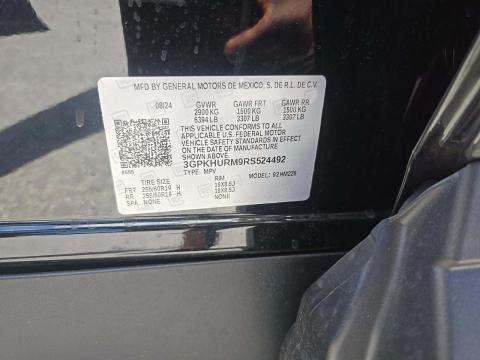 MFD BY GENERAL MOTORS DE MEXICO, S. DE R.L. DE C.V.
08/24 GVWR GAWR FRT GAWR RR
2900 KG 1500 KG 1500 KG
6394 LB 3307 LB 3307 LB
THIS VEHICLE CONFORMS TO ALL
APPLICABLE U.S. FEDERAL MOTOR
VEHICLE SAFETY STANDARDS IN
EFFECT ON THE DATE OF MANUFACTURE
SHOWN ABOVE.
3GPKHURM9RS524492
TYPE: MPV MODEL:
TIRE SIZE RIM
FRT H
RR H
SPA NONE NONE